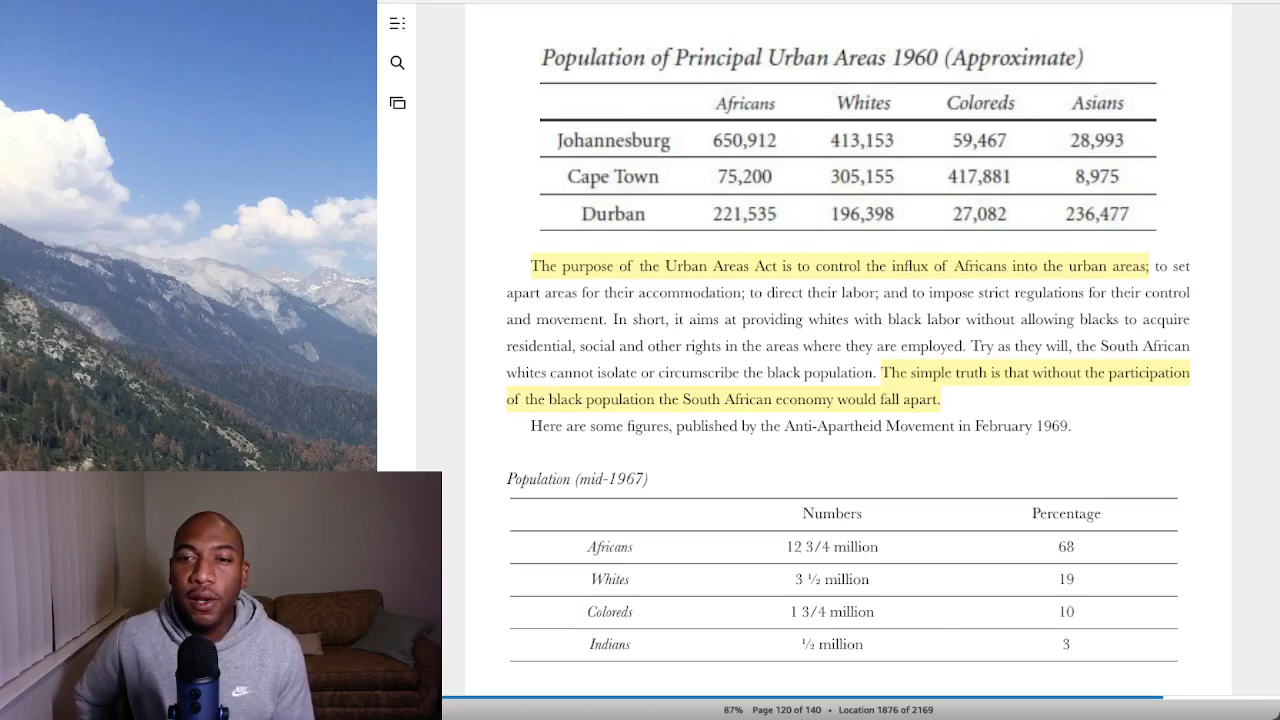 Population of Principal Urban Areas 1960 (Approximate)
Africans Whites Coloreds Asians
Johannesburg 650,912 413,153 59,467 28,993
Cape Town 75,200 305,155 417,881 8,975
Durban 221,535 196,398 27,082 236,477
The purpose of the Urban Areas Act is to control the influx of Africans into the urban areas; to set
apart areas for their accommodation; to direct their labor; and to impose strict regulations for their control
and movement. In short, it aims at providing whites with black labor without allowing blacks to acquire
residential, social and other rights in the areas where they are employed. Try as they will, the South African
whites cannot isolate or circumscribe the black population. The simple truth is that without the participation
of the black population the South African economy would fall apart.
Here are some figures, published by the Anti-Apartheid Movement in February 1969.
Population (mid-1967)
Numbers Percentage
Africans 12 3/4 million 68
Whites 3 ½ million 19
Coloreds 1 3/4 million 10
Indians ½ million 3
87% Page 120 of 140 • Location 1876 of 2169